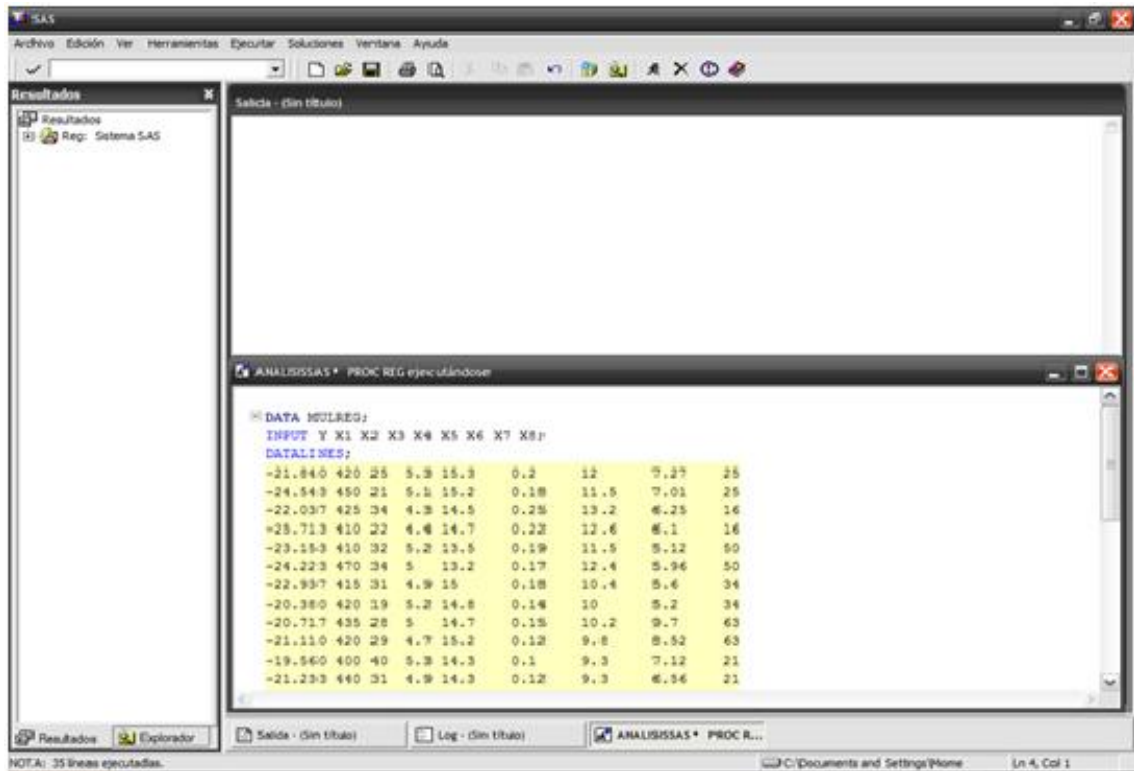 SAS
Archivo Edición Ver Herramientas Ejecutar Soluciones Ventana Ayuda
Resultados
Salida - (Sin título)
Resultados
Reg: Sistema SAS
ANALISISSAS * PROC REG ejecutándose
DATA MULREG;
INPUT Y X1 X2 X3 X4 X5 X6 X7 X8;
DATALINES;
-21.840 420 25 5.3 15.3 0.2 12 7.27 25
-24.543 450 21 5.1 15.2 0.18 11.5 7.01 25
-22.037 425 34 4.3 14.5 0.25 13.2 6.25 16
-25.713 410 22 4.4 14.7 0.22 12.6 6.1 16
-23.153 410 32 5.2 13.5 0.19 11.5 5.12 50
-24.223 470 34 5 13.2 0.17 12.4 5.96 50
-22.937 415 31 4.9 15 0.18 10.4 5.6 34
-20.380 420 19 5.2 14.8 0.14 10 5.2 34
-20.717 435 28 5 14.7 0.15 10.2 9.7 63
-21.110 420 29 4.7 15.2 0.12 9.8 8.52 63
-19.560 400 40 5.3 14.3 0.1 9.3 7.12 21
-21.233 440 31 4.9 14.3 0.12 9.3 6.56 21
Resultados Explorador Salida - (Sin título) Log - (Sin título) ANALISISSAS * PROC R...
NOTA: 35 líneas ejecutadas. C:\Documents and Settings\Home Ln 4, Col 1